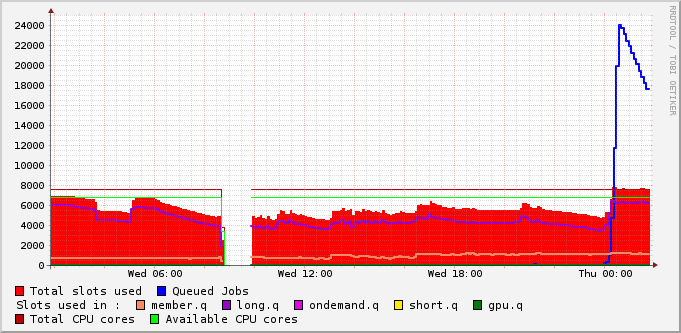 RRDTOOL / TOBI OETIKER
24000
22000
20000
18000
16000
14000
12000
10000
8000
6000
4000
2000
0
Wed 06:00 Wed 12:00 Wed 18:00 Thu 00:00
Total slots used Queued Jobs
Slots used in : member.q long.q ondemand.q short.q gpu.q
Total CPU cores Available CPU cores